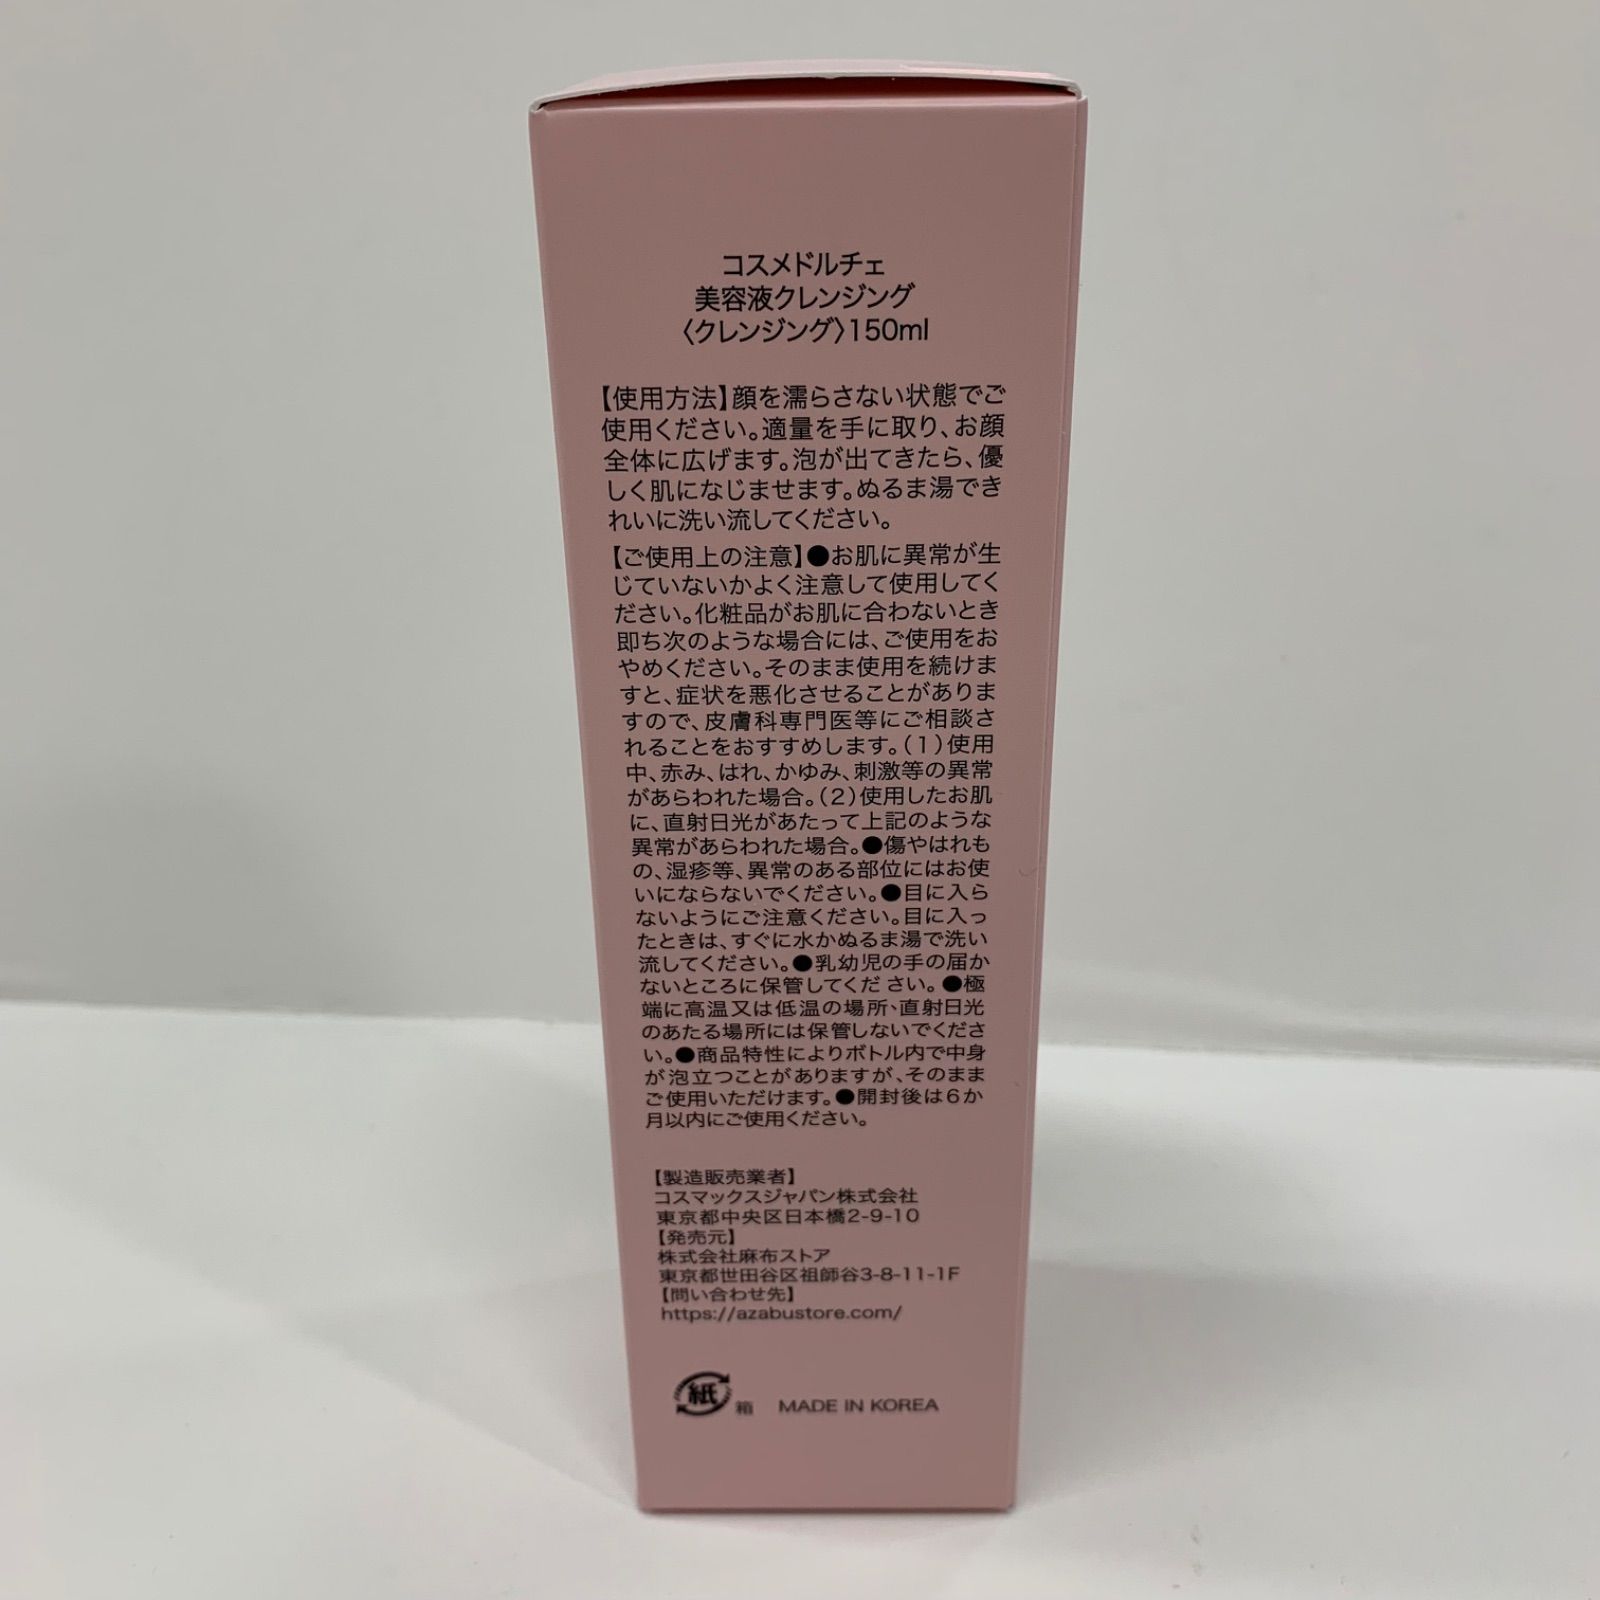 コスメドルチェ
美容液クレンジング
〈クレンジング〉150ml
【使用方法】顔を濡らさない状態でご
使用ください。適量を手に取り、お顔
全体に広げます。泡が出てきたら、優
しく肌になじませます。ぬるま湯でき
れいに洗い流してください。
【ご使用上の注意】●お肌に異常が生
じていないかよく注意して使用してく
ださい。化粧品がお肌に合わないとき
即ち次のような場合には、ご使用をお
やめください。そのまま使用を続けま
すと、症状を悪化させることがありま
すので、皮膚科専門医等にご相談さ
れることをおすすめします。(1)使用
中、赤み、はれ、かゆみ、刺激等の異常
があらわれた場合。(2)使用したお肌
に、直射日光があたって上記のような
異常があらわれた場合。●傷やはれも
の、湿疹等、異常のある部位にはお使
いにならないでください。●目に入ら
ないようにご注意ください。目に入っ
たときは、すぐに水かぬるま湯で洗い
流してください。●乳幼児の手の届か
ないところに保管してくだ さい。●極
端に高温又は低温の場所、直射日光
のあたる場所には保管しないでくださ
い。●商品特性によりボトル内で中身
が泡立つことがありますが、そのまま
ご使用いただけます。●開封後は6か
月以内にご使用ください。
【製造販売業者】
コスマックスジャパン株式会社
東京都中央区日本橋2-9-10
【発売元】
株式会社麻布ストア
東京都世田谷区祖師谷3-8-11-1F
【問い合わせ先】
https://azabustore.com/
紙 箱 MADE IN KOREA